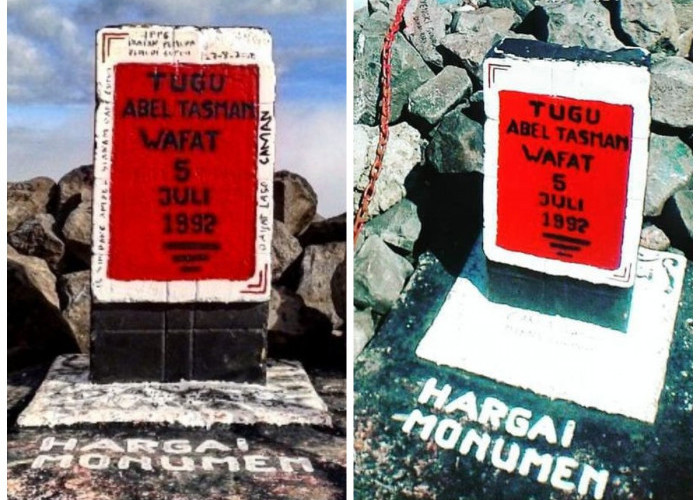 TUGU
ABEL TASMAN
WAFAT
5
JULI
1992
HARGAI
MONUMEN
TUGU
ABEL TASMAN
WAFAT
5
JULI
1992
HARGAI
MONUMEN